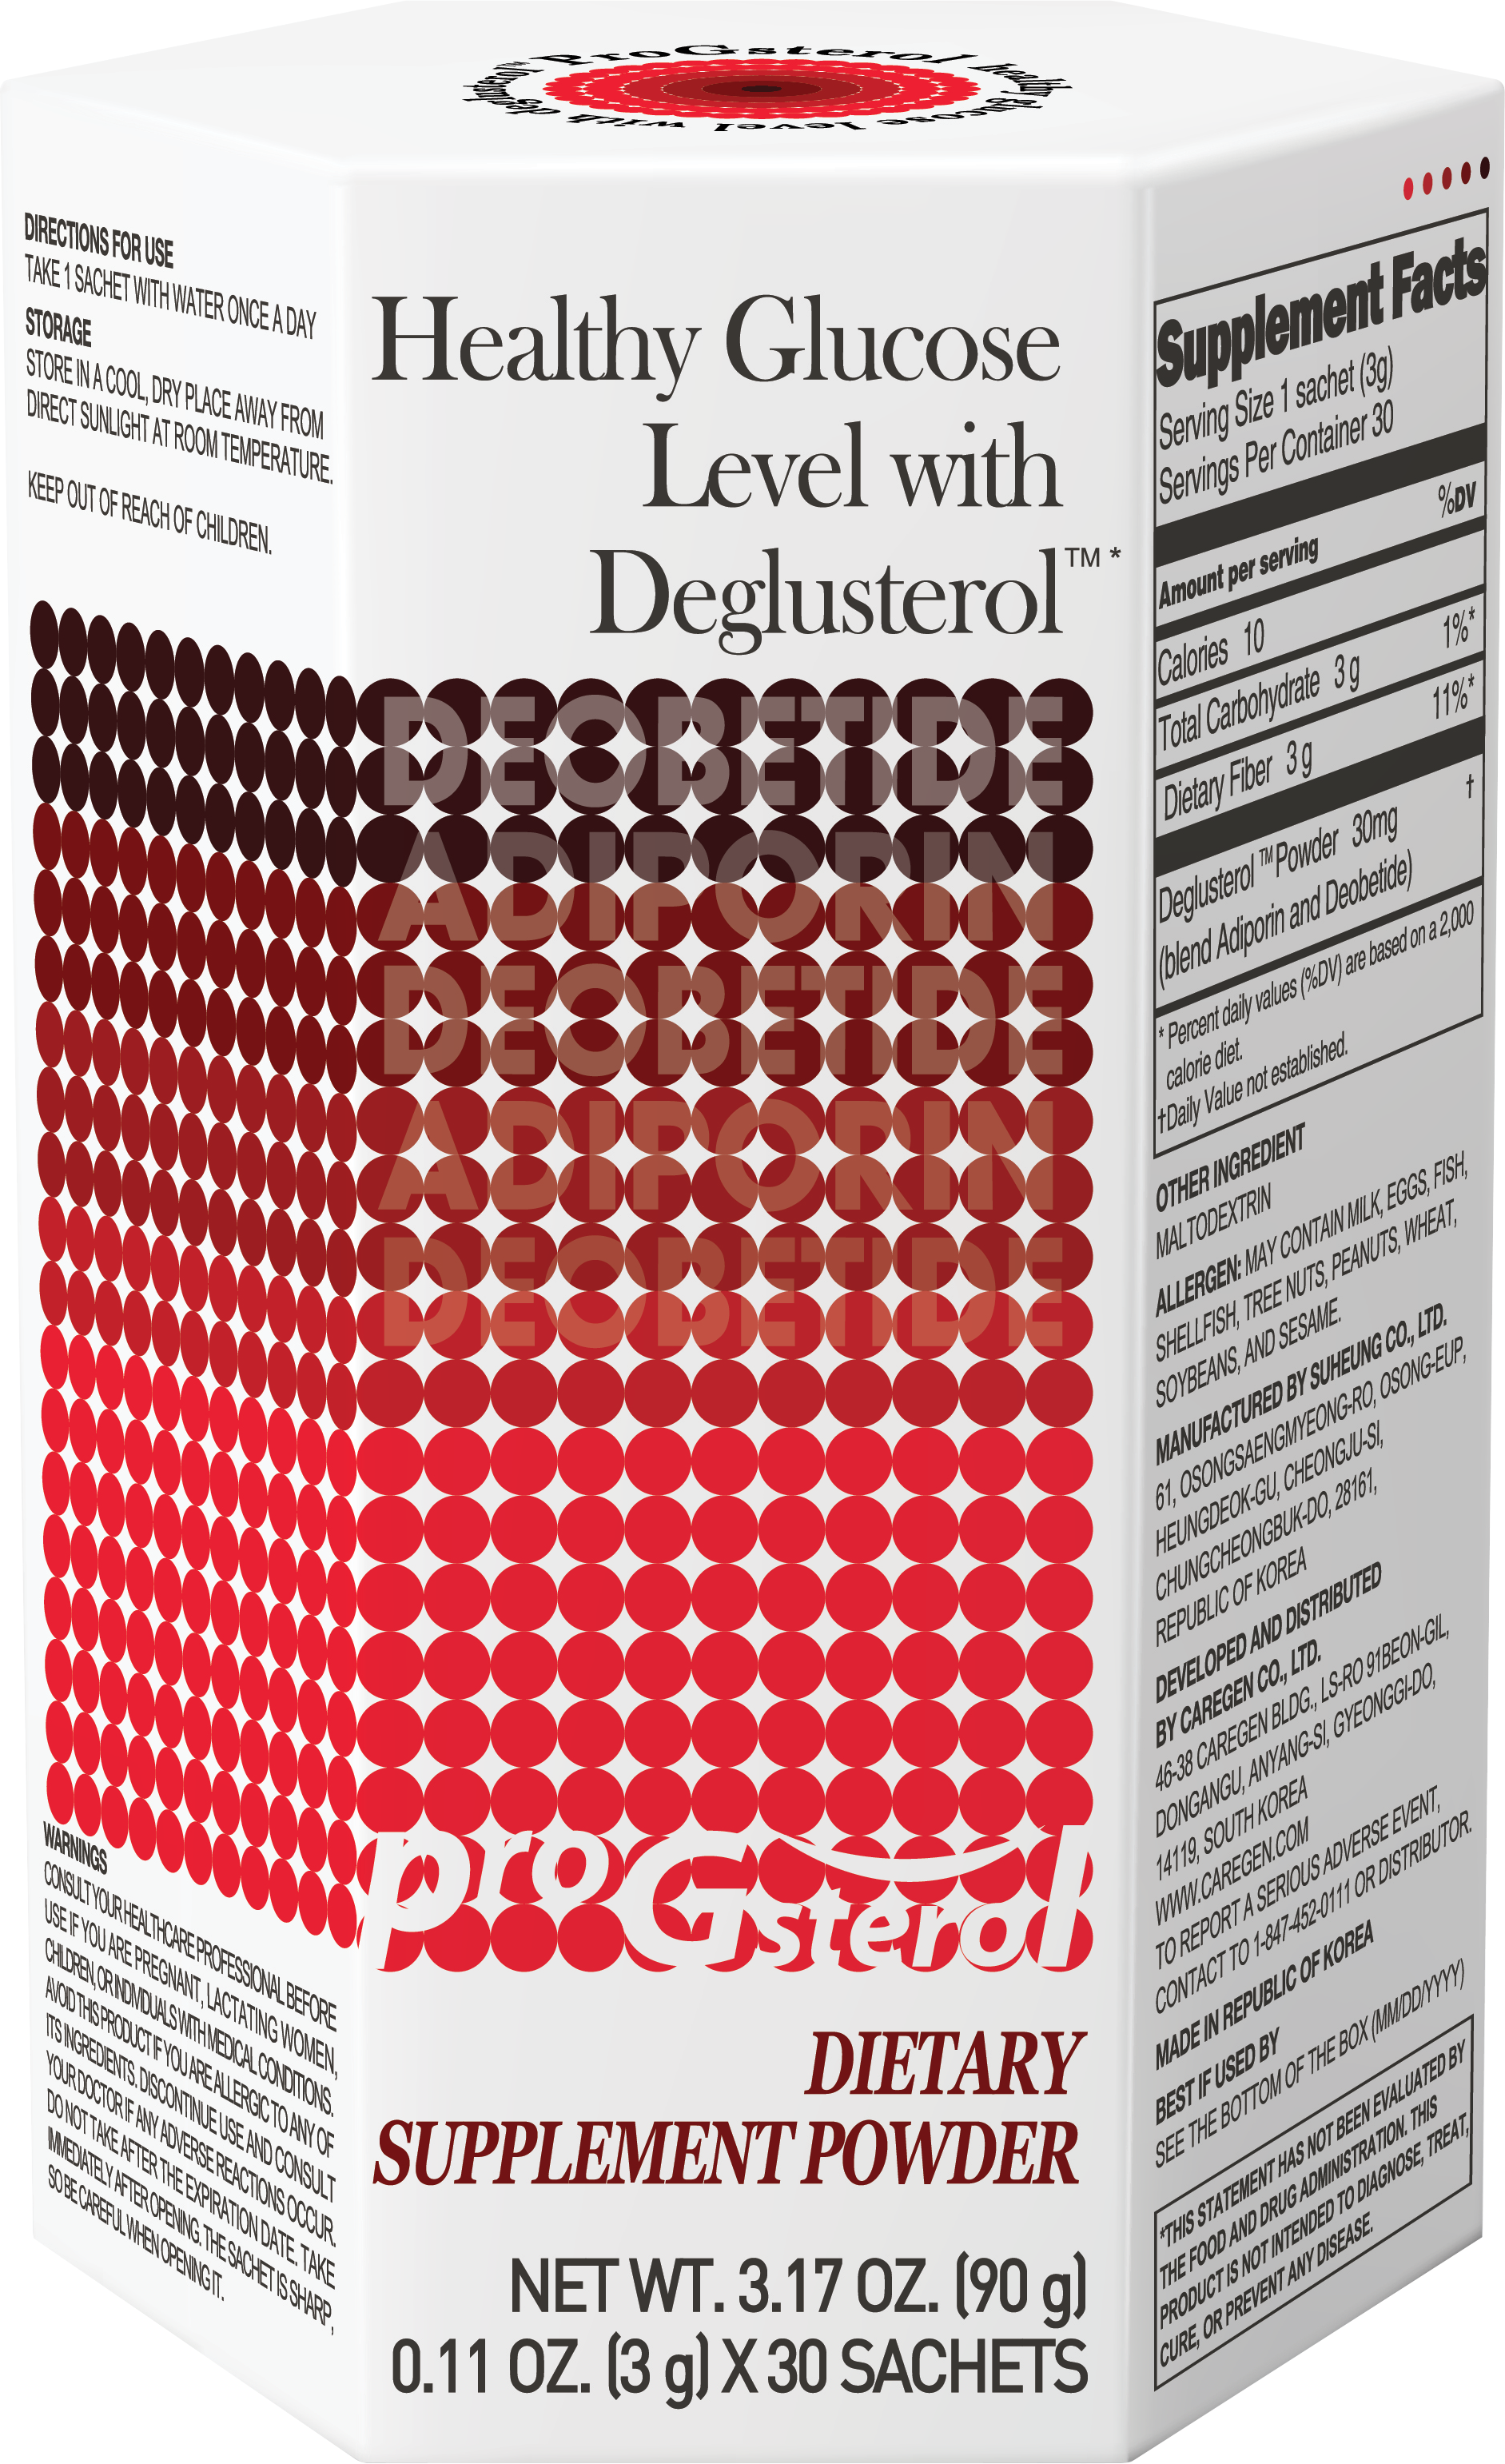 ProGsterol healthy glucose level with deglusterol™
DIRECTIONS FOR USE
TAKE 1 SACHET WITH WATER ONCE A DAY
STORAGE
STORE IN A COOL, DRY PLACE AWAY FROM
DIRECT SUNLIGHT AT ROOM TEMPERATURE.
KEEP OUT OF REACH OF CHILDREN.
WARNINGS
CONSULT YOUR HEALTHCARE PROFESSIONAL BEFORE
USE IF YOU ARE PREGNANT, LACTATING WOMEN,
CHILDREN, OR INDIVIDUALS WITH MEDICAL CONDITIONS.
AVOID THIS PRODUCT IF YOU ARE ALLERGIC TO ANY OF
ITS INGREDIENTS. DISCONTINUE USE AND CONSULT
YOUR DOCTOR IF ANY ADVERSE REACTIONS OCCUR.
DO NOT TAKE AFTER THE EXPIRATION DATE. TAKE
IMMEDIATELY AFTER OPENING. THE SACHET IS SHARP,
SO BE CAREFUL WHEN OPENING IT.
Healthy Glucose
Level with
Deglusterol™*
DEOBETIDE
ADIPORIN
DEOBETIDE
ADIPORIN
DEOBETIDE
proGsterol
DIETARY
SUPPLEMENT POWDER
NET WT. 3.17 OZ. (90 g)
0.11 OZ. (3 g) X 30 SACHETS
Supplement Facts
Serving Size 1 sachet (3g)
Servings Per Container 30
%DV
Amount per serving
Calories 10
Total Carbohydrate 3 g 1%*
Dietary Fiber 3 g 11%*
Deglusterol™ Powder 30mg †
(blend Adiporin and Deobetide)
* Percent daily values (%DV) are based on a 2,000
calorie diet.
†Daily Value not established.
OTHER INGREDIENT
MALTODEXTRIN
ALLERGEN: MAY CONTAIN MILK, EGGS, FISH,
SHELLFISH, TREE NUTS, PEANUTS, WHEAT,
SOYBEANS, AND SESAME.
MANUFACTURED BY SUHEUNG CO., LTD.
61, OSONGSAENGMYEONG-RO, OSONG-EUP,
HEUNGDEOK-GU, CHEONGJU-SI,
CHUNGCHEONGBUK-DO, 28161,
REPUBLIC OF KOREA
DEVELOPED AND DISTRIBUTED
BY CAREGEN CO., LTD.
46-38 CAREGEN BLDG., LS-RO 91BEON-GIL,
DONGANGU, ANYANG-SI, GYEONGGI-DO,
14119, SOUTH KOREA
WWW.CAREGEN.COM
TO REPORT A SERIOUS ADVERSE EVENT,
CONTACT TO 1-847-452-0111 OR DISTRIBUTOR.
MADE IN REPUBLIC OF KOREA
BEST IF USED BY
SEE THE BOTTOM OF THE BOX (MM/DD/YYYY)
*THIS STATEMENT HAS NOT BEEN EVALUATED BY
THE FOOD AND DRUG ADMINISTRATION. THIS
PRODUCT IS NOT INTENDED TO DIAGNOSE, TREAT,
CURE, OR PREVENT ANY DISEASE.